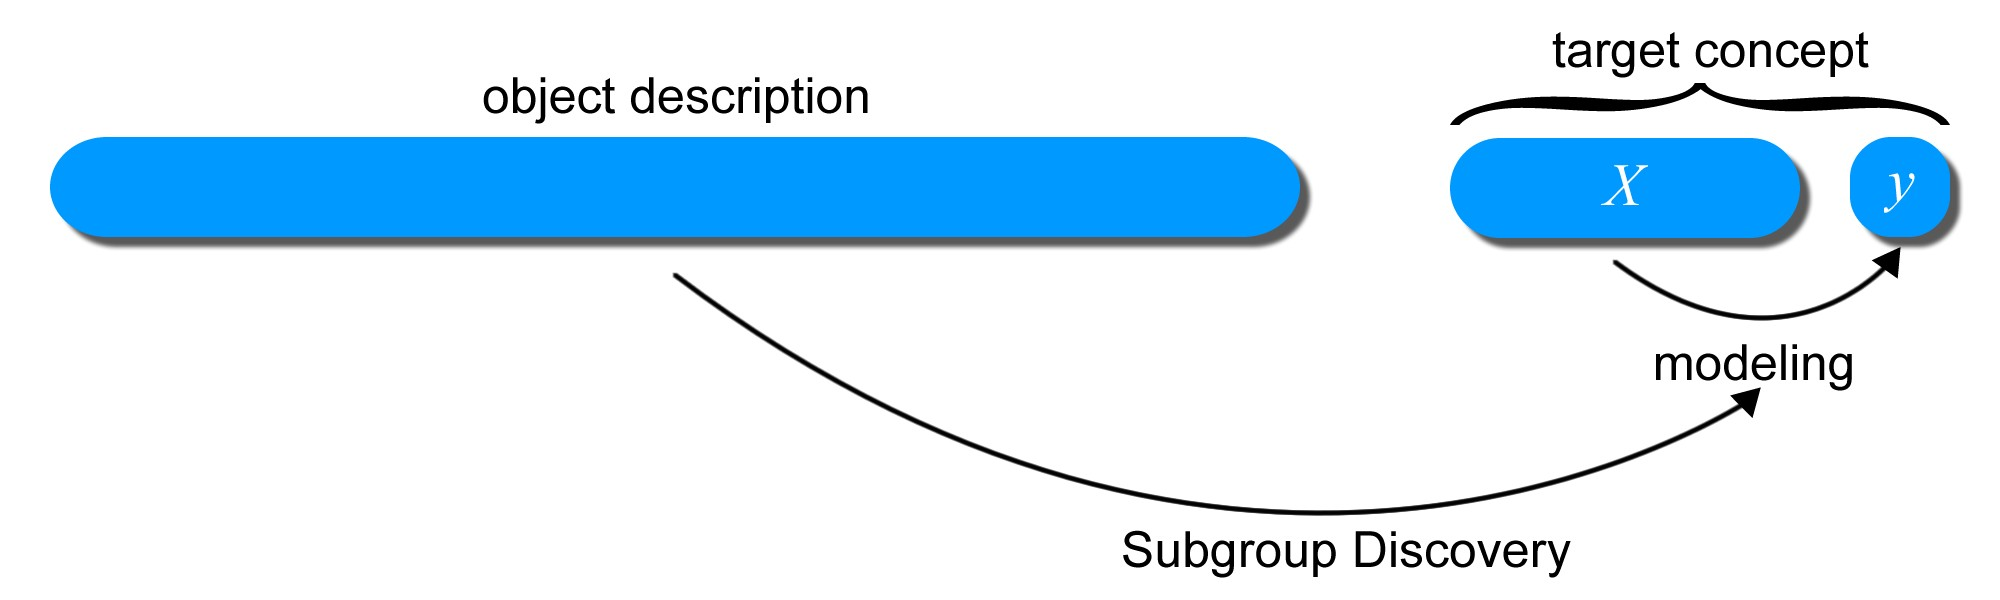 target concept
object description
X
y
modeling
Subgroup Discovery